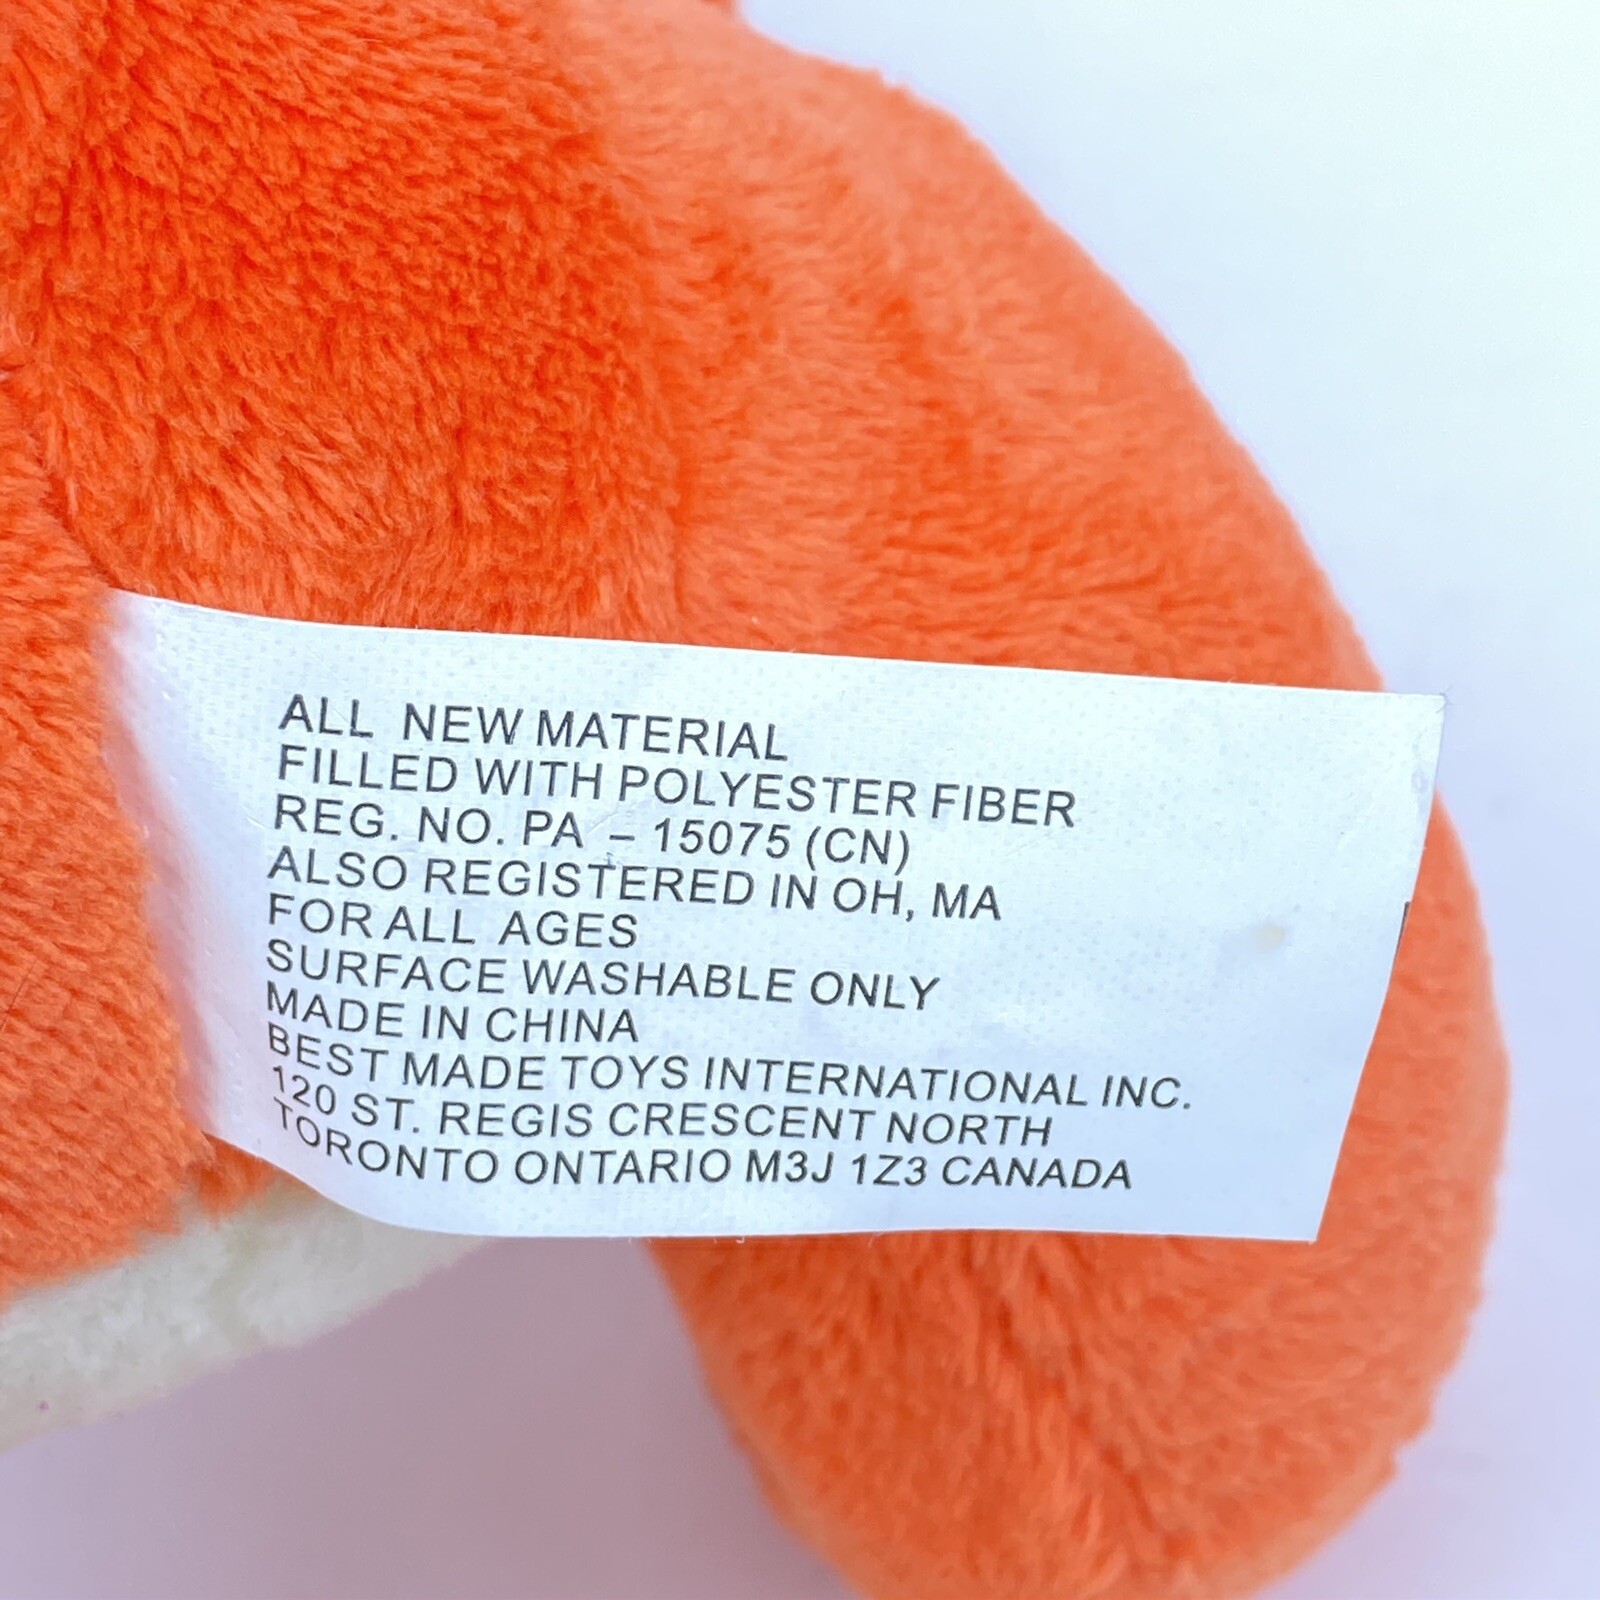 ALL NEW MATERIAL
FILLED WITH POLYESTER FIBER
REG. NO. PA – 15075 (CN)
ALSO REGISTERED IN OH, MA
FOR ALL AGES
SURFACE WASHABLE ONLY
MADE IN CHINA
BEST MADE TOYS INTERNATIONAL INC.
120 ST. REGIS CRESCENT NORTH
TORONTO ONTARIO M3J 1Z3 CANADA